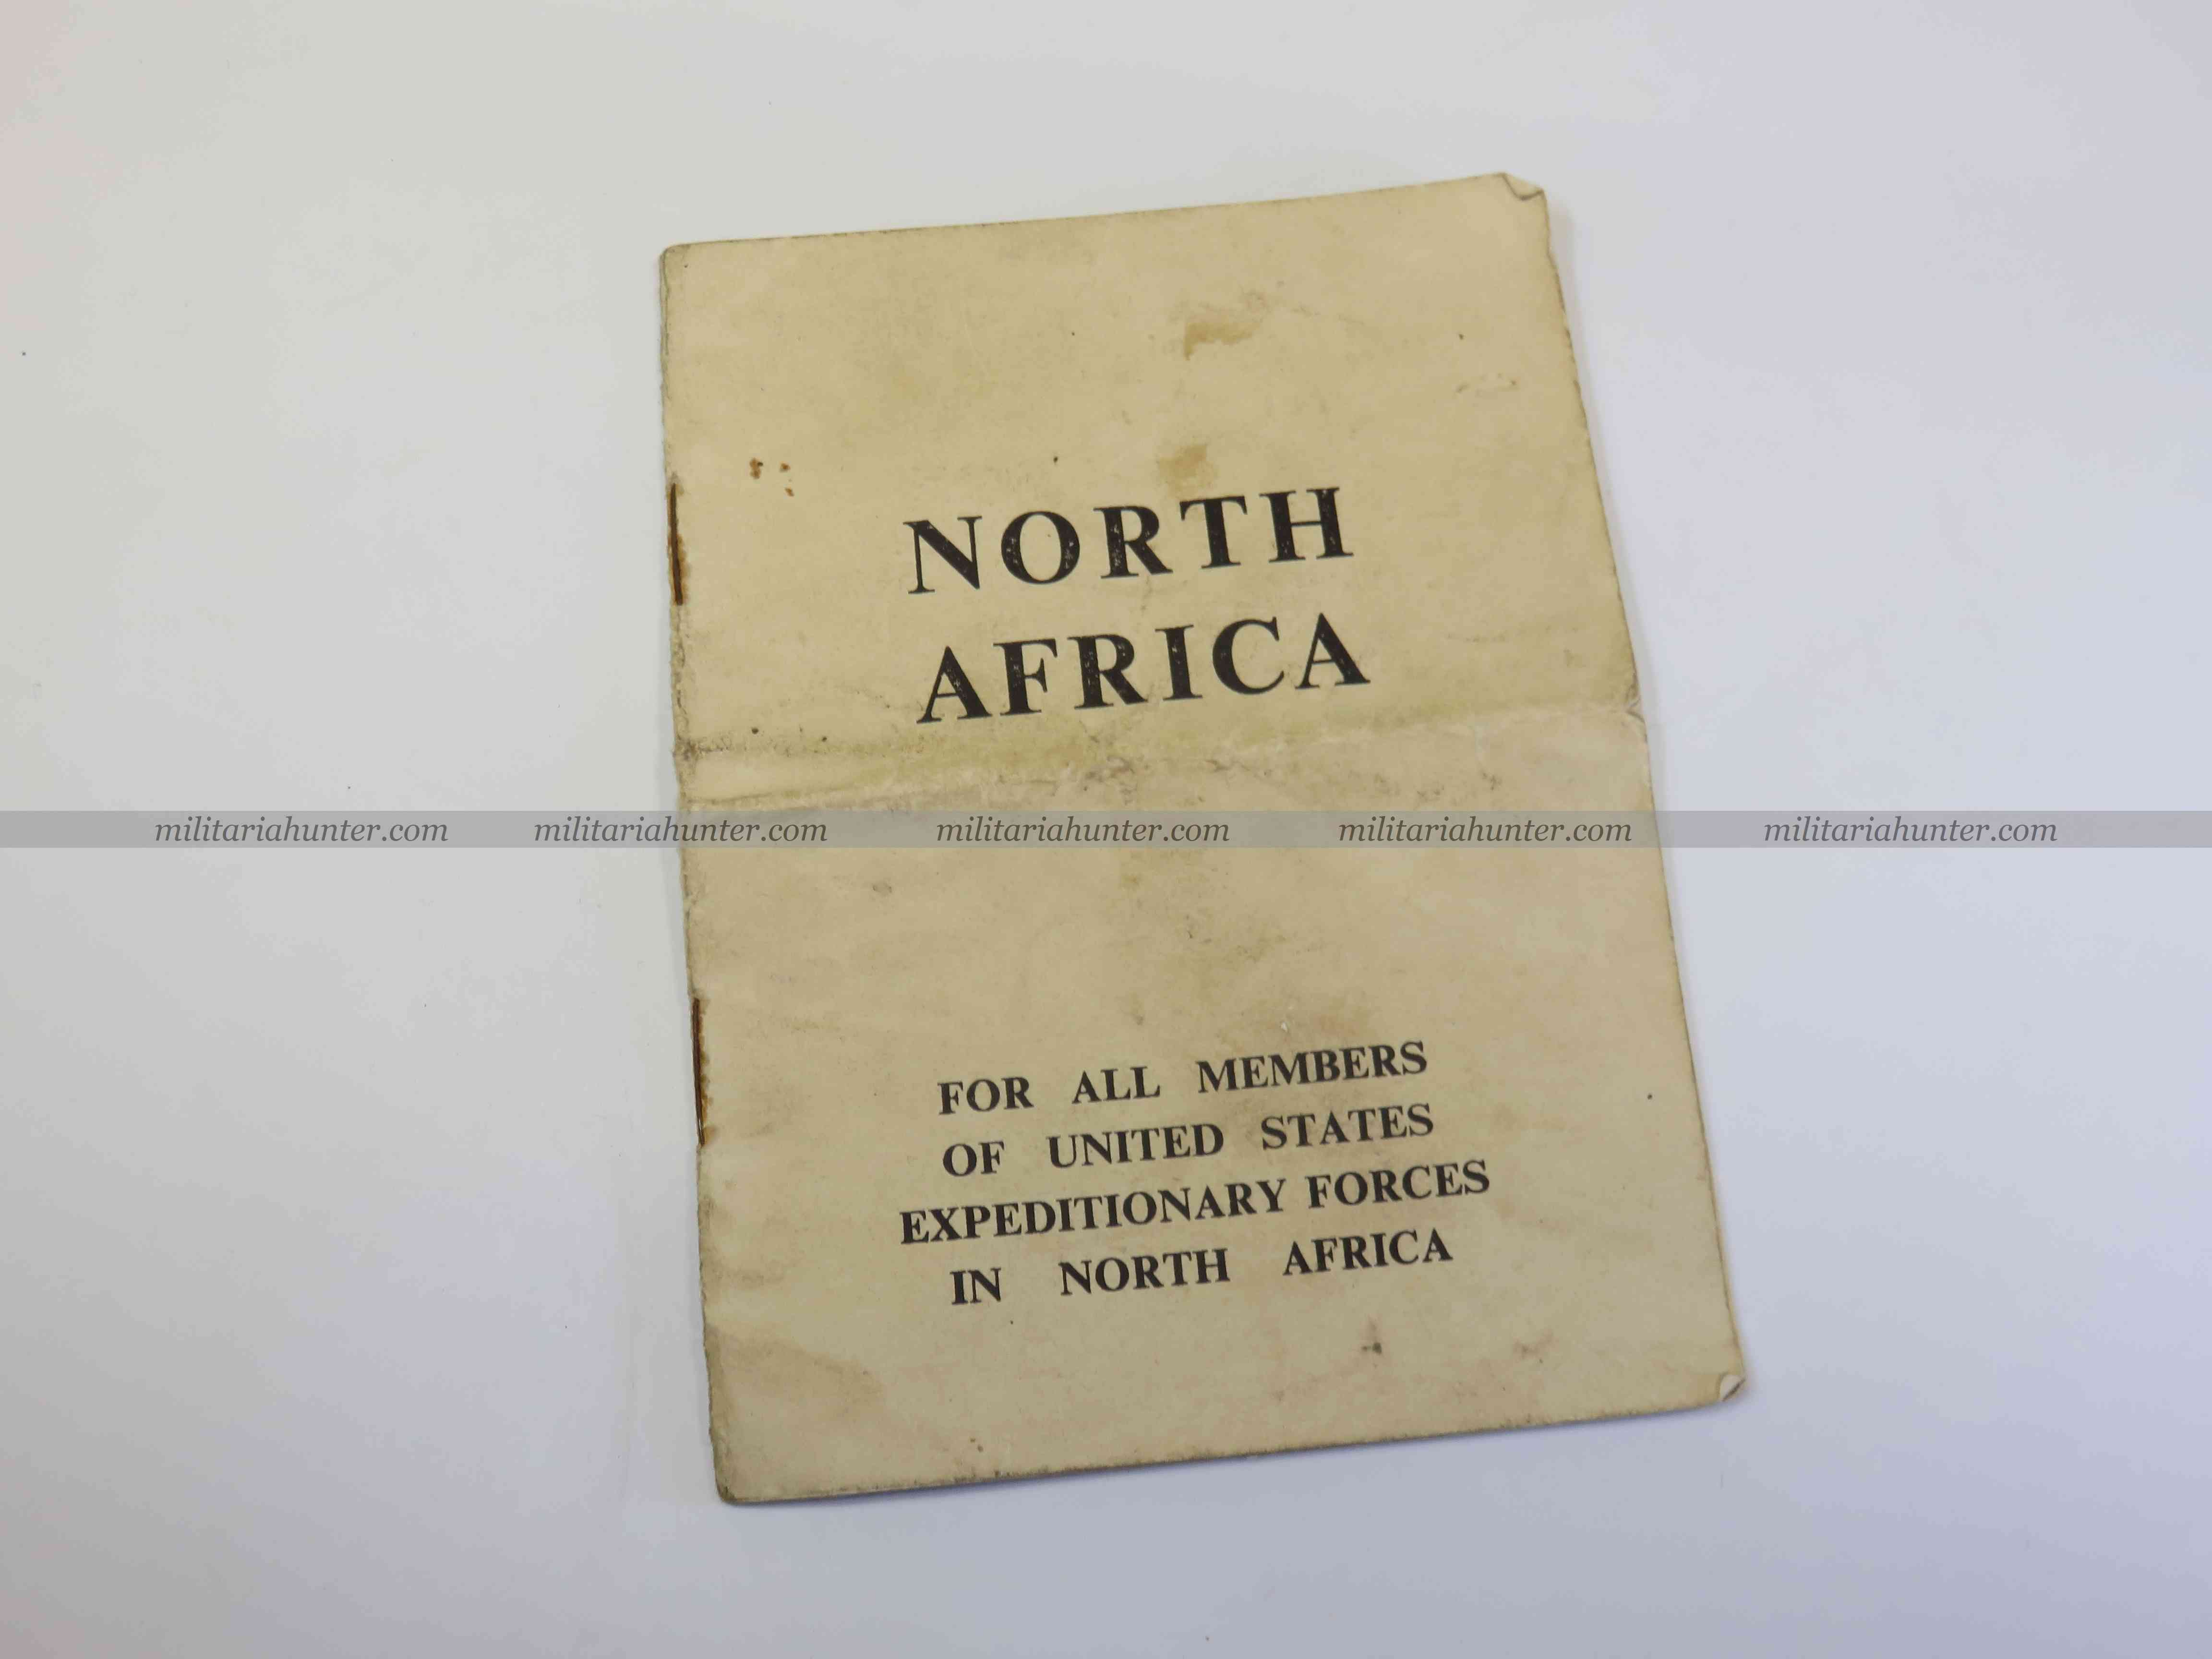 NORTH
AFRICA
militariahunter.com militariahunter.com militariahunter.com militariahunter.com militariahunter.com
FOR ALL MEMBERS
OF UNITED STATES
EXPEDITIONARY FORCES
IN NORTH AFRICA